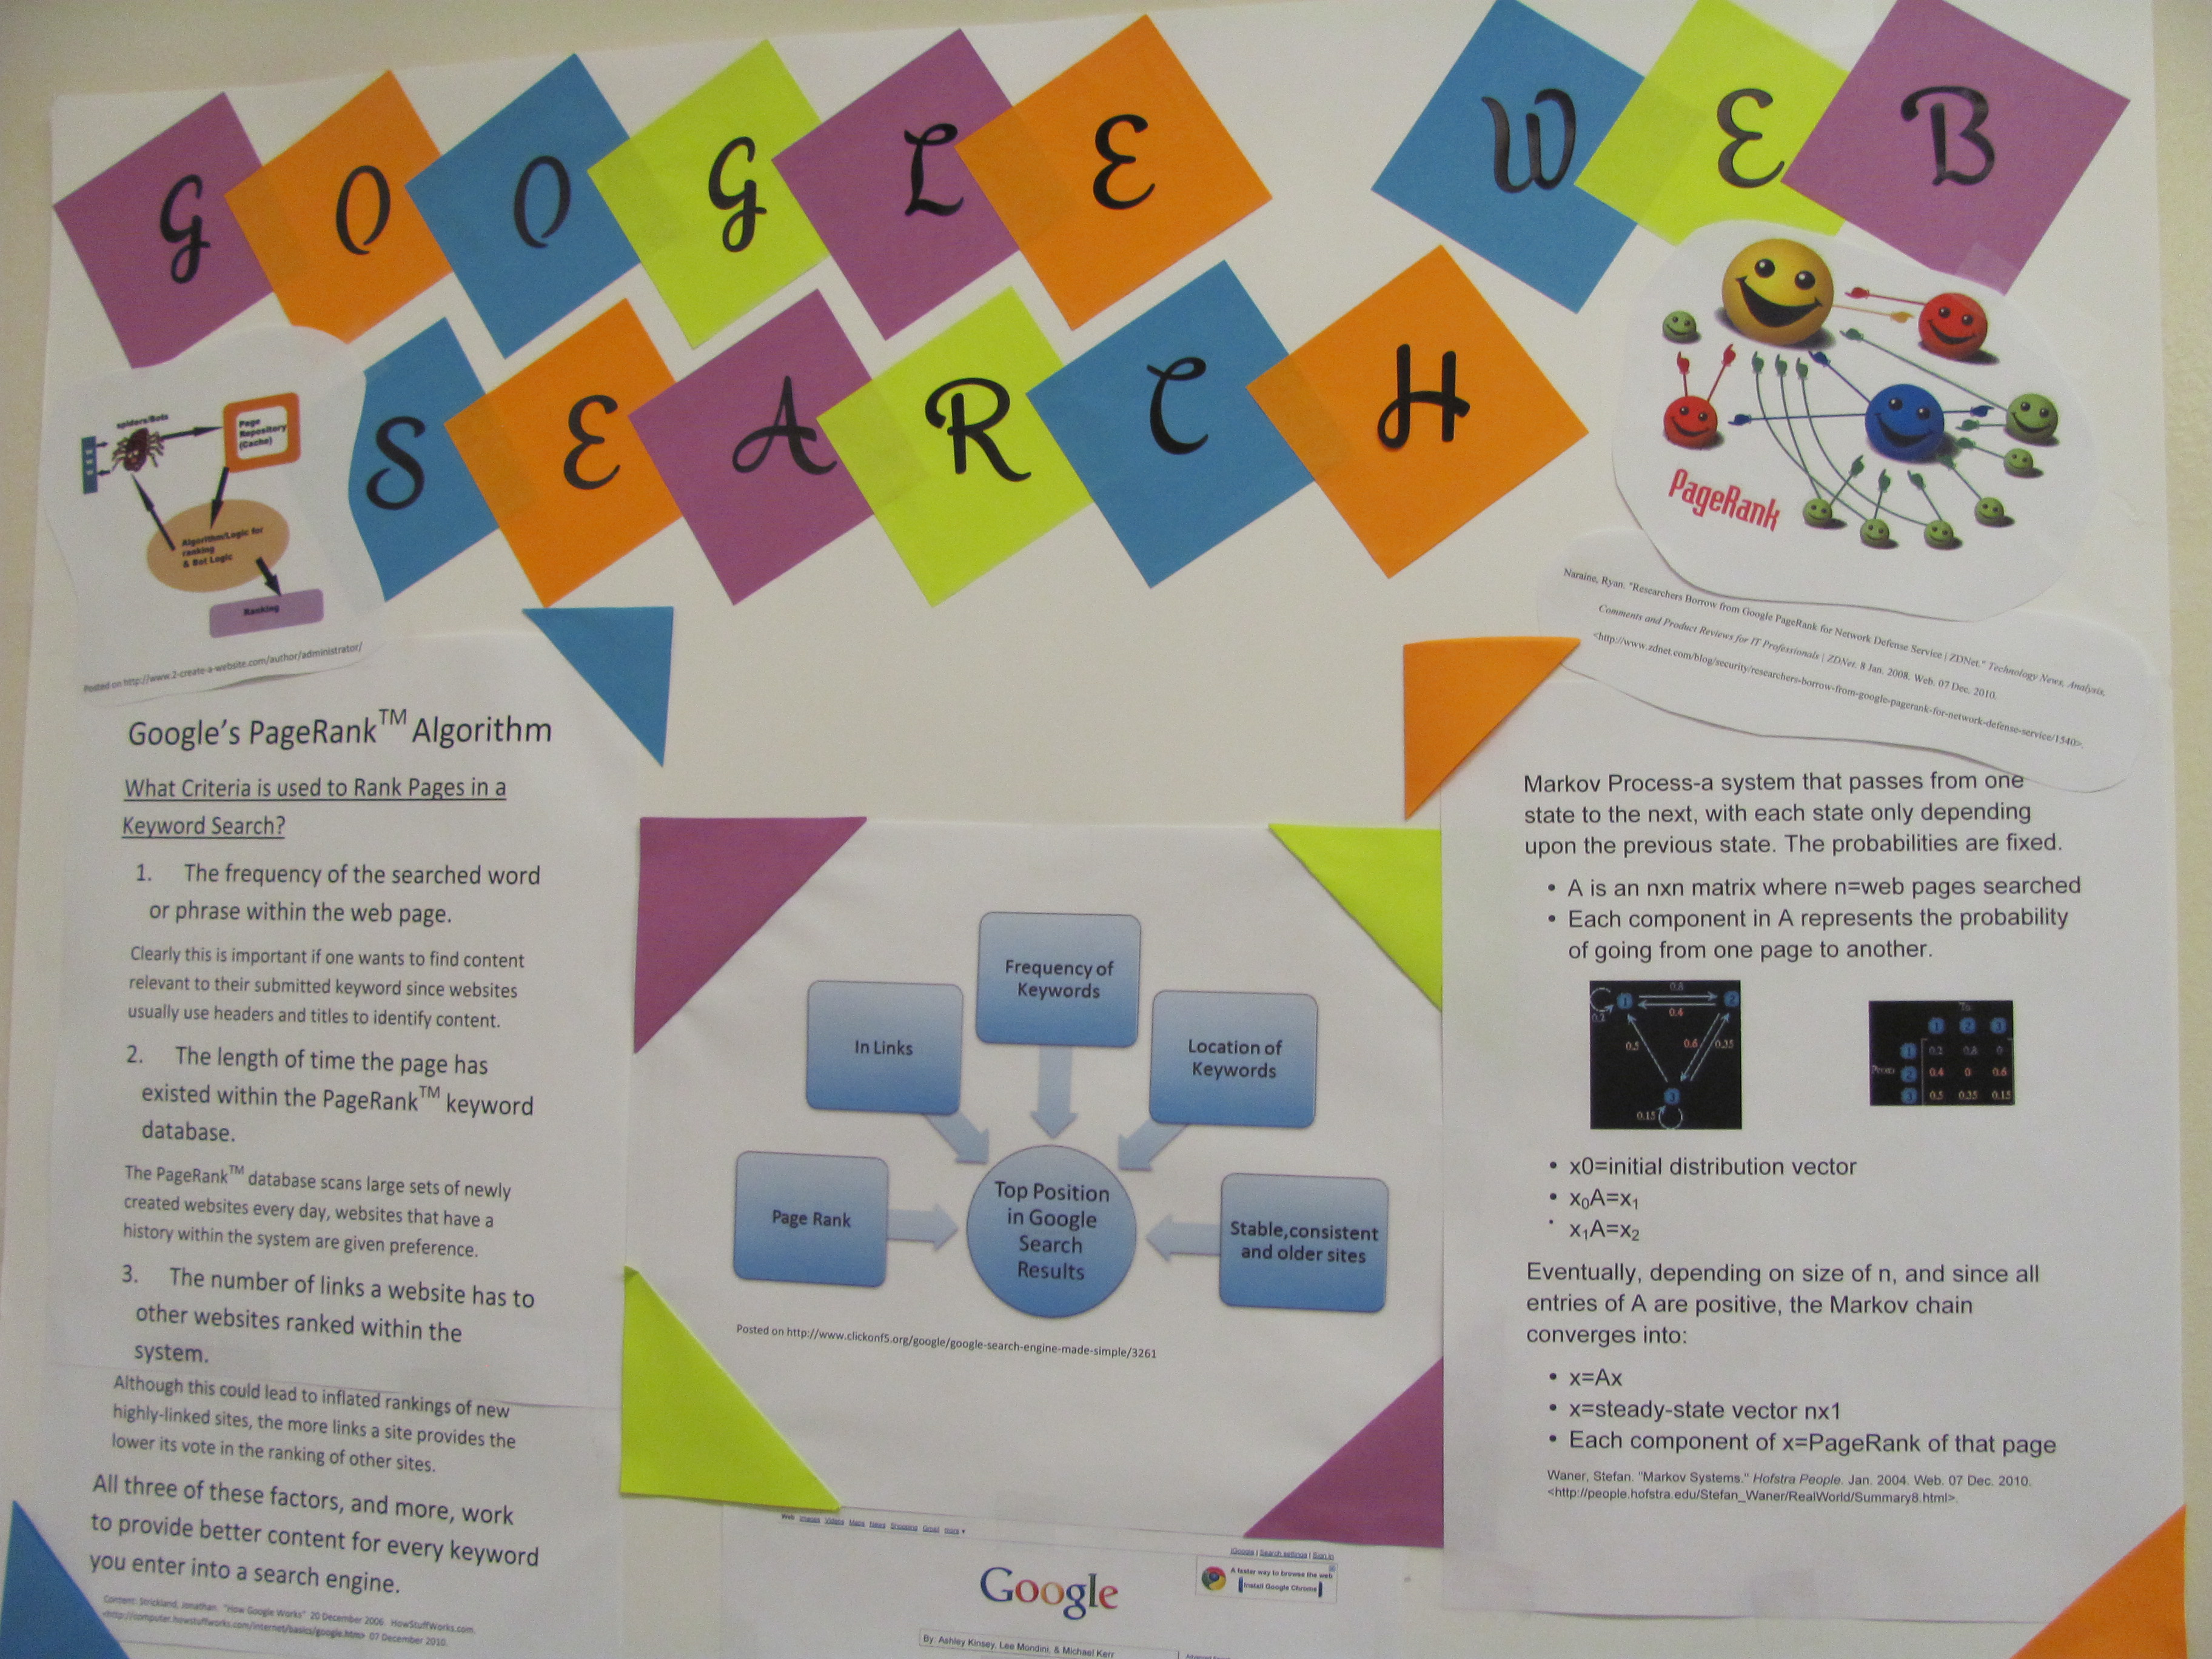 GOOGLE WEB
SEARCH
spiders/Bots
Page
Repository
(Cache)
Algorithm/Logic for
ranking
& Bot Logic
Ranking
Posted on http://www.2-create-a-website.com/author/administrator/
PageRank
Naraine, Ryan. "Researchers Borrow from Google PageRank for Network Defense Service | ZDNet." Technology News, Analysis,
Comments and Product Reviews for IT Professionals | ZDNet. 8 Jan. 2008. Web. 07 Dec. 2010.
<http://www.zdnet.com/blog/security/researchers-borrow-from-google-pagerank-for-network-defense-service/1540>.
Google's PageRank™ Algorithm
What Criteria is used to Rank Pages in a
Keyword Search?
1. The frequency of the searched word
or phrase within the web page.
Clearly this is important if one wants to find content
relevant to their submitted keyword since websites
usually use headers and titles to identify content.
2. The length of time the page has
existed within the PageRank™ keyword
database.
The PageRank™ database scans large sets of newly
created websites every day, websites that have a
history within the system are given preference.
3. The number of links a website has to
other websites ranked within the
system.
Although this could lead to inflated rankings of new
highly-linked sites, the more links a site provides the
lower its vote in the ranking of other sites.
All three of these factors, and more, work
to provide better content for every keyword
you enter into a search engine.
Content: Strickland, Jonathan. "How Google Works" 20 December 2006. HowStuffWorks.com.
<http://computer.howstuffworks.com/internet/basics/google.htm> 07 December 2010.
Frequency of
Keywords
In Links
Location of
Keywords
Page Rank
Top Position
in Google
Search
Results
Stable,consistent
and older sites
Posted on http://www.clickonf5.org/google/google-search-engine-made-simple/3261
Web Images Videos Maps News Shopping Gmail more
iGoogle | Search settings | Sign in
Google
A faster way to browse the web
Install Google Chrome
By: Ashley Kinsey, Lee Mondini, & Michael Kerr
Markov Process-a system that passes from one
state to the next, with each state only depending
upon the previous state. The probabilities are fixed.
• A is an nxn matrix where n=web pages searched
• Each component in A represents the probability
of going from one page to another.
1 0.8 2
0.2 0.4
0.5 0.6 0.35
3
0.15
To
1 2 3
1 0.2 0.8 0
From 2 0.4 0 0.6
3 0.5 0.35 0.15
• x0=initial distribution vector
• x₀A=x₁
• x₁A=x₂
Eventually, depending on size of n, and since all
entries of A are positive, the Markov chain
converges into:
• x=Ax
• x=steady-state vector nx1
• Each component of x=PageRank of that page
Waner, Stefan. "Markov Systems." Hofstra People. Jan. 2004. Web. 07 Dec. 2010.
<http://people.hofstra.edu/Stefan_Waner/RealWorld/Summary8.html>.